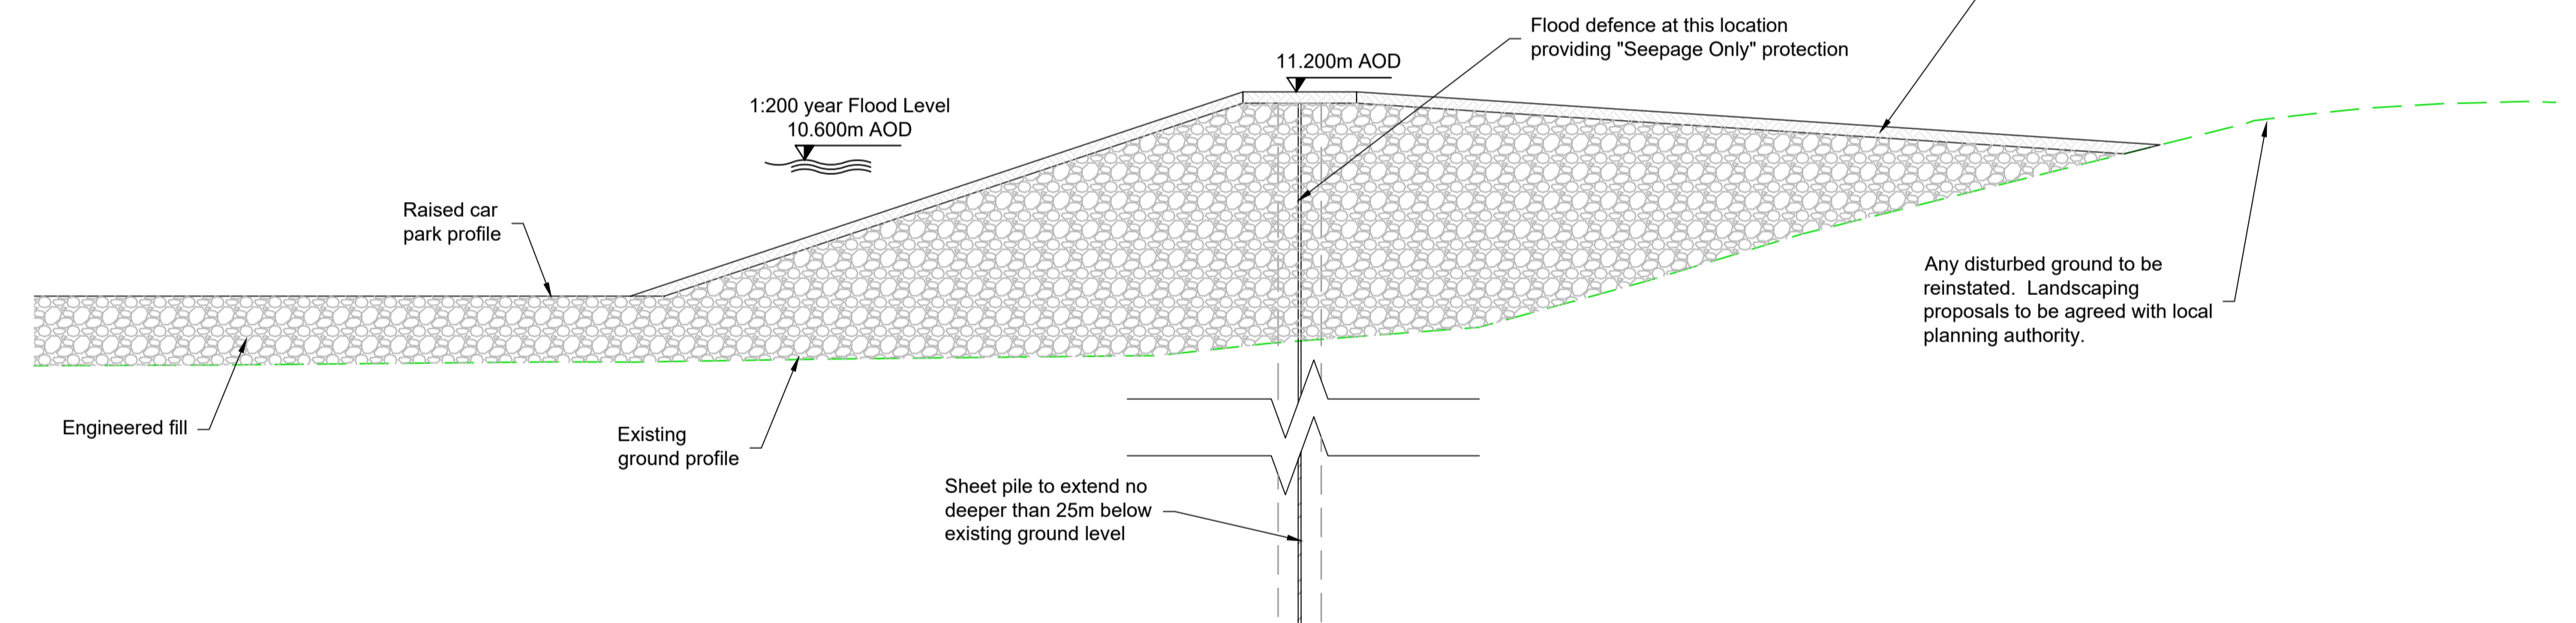 Flood defence at this location
providing "Seepage Only" protection
11.200m AOD
1:200 year Flood Level
10.600m AOD
Raised car
park profile
Any disturbed ground to be
reinstated. Landscaping
proposals to be agreed with local
planning authority.
Engineered fill
Existing
ground profile
Sheet pile to extend no
deeper than 25m below
existing ground level